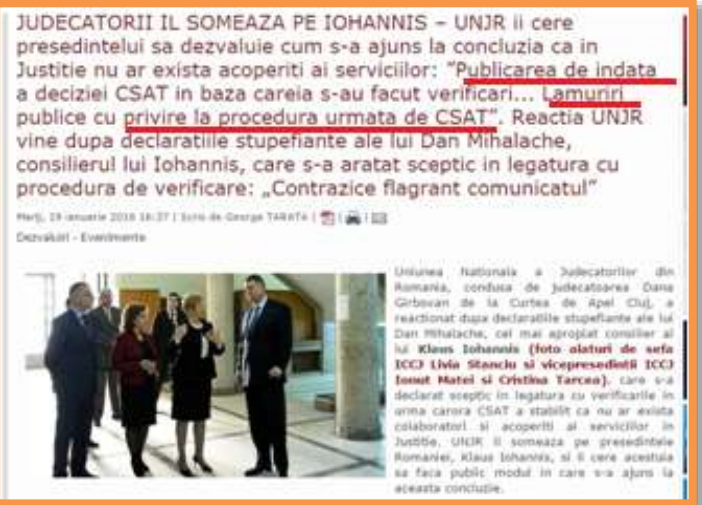 JUDECATORII IL SOMEAZA PE IOHANNIS – UNJR ii cere
presedintelui sa dezvaluie cum s-a ajuns la concluzia ca in
Justitie nu ar exista acoperiti ai serviciilor: "Publicarea de indata
a deciziei CSAT in baza careia s-au facut verificari... Lamuriri
publice cu privire la procedura urmata de CSAT". Reactia UNJR
vine dupa declaratiile stupefiante ale lui Dan Mihalache,
consilierul lui Iohannis, care s-a aratat sceptic in legatura cu
procedura de verificare: „Contrazice flagrant comunicatul"
Marţi, 19 ianuarie 2016 16:37 | Scris de George TARATA |
Dezvaluiri - Evenimente
Uniunea Nationala a Judecatorilor din
Romania, condusa de judecatoarea Dana
Girbovan de la Curtea de Apel Cluj, a
reactionat dupa declaratiile stupefiante ale lui
Dan Mihalache, cel mai apropiat consilier al
lui Klaus Iohannis (foto alaturi de sefa
ICCJ Livia Stanciu si vicepresedintii ICCJ
Ionut Matei si Cristina Tarcea), care s-a
declarat sceptic in legatura cu verificarile in
urma carora CSAT a stabilit ca nu ar exista
colaboratori si acoperiti ai serviciilor in
Justitie. UNJR il someaza pe presedintele
Romaniei, Klaus Iohannis, si ii cere acestuia
sa faca public modul in care s-a ajuns la
aceasta concluzie.